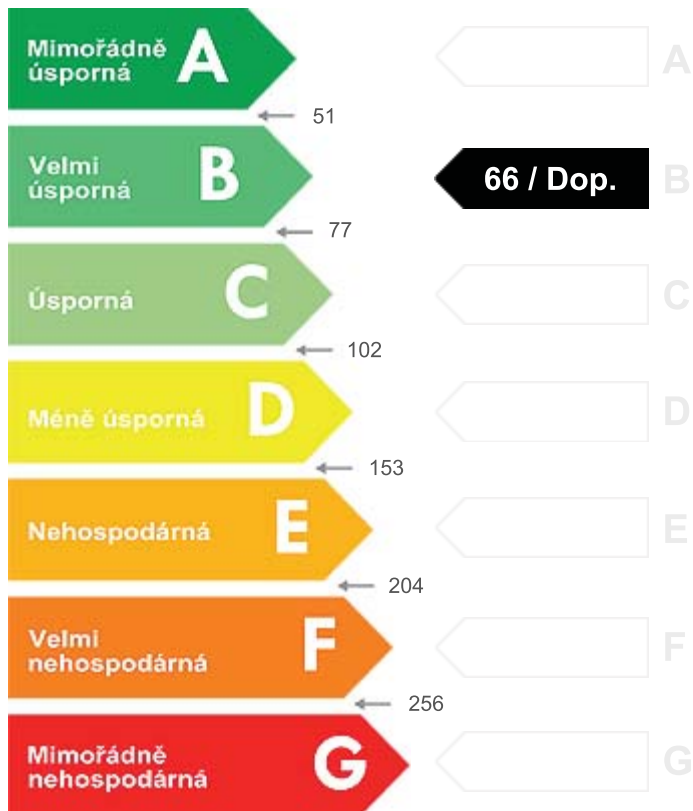 Mimořádně
úsporná
A
A
51
Velmi
úsporná
B
66 / Dop.
B
77
Úsporná
C
C
102
Méně úsporná
D
D
153
Nehospodárná
E
E
204
Velmi
nehospodárná
F
F
256
Mimořádně
nehospodárná
G
G